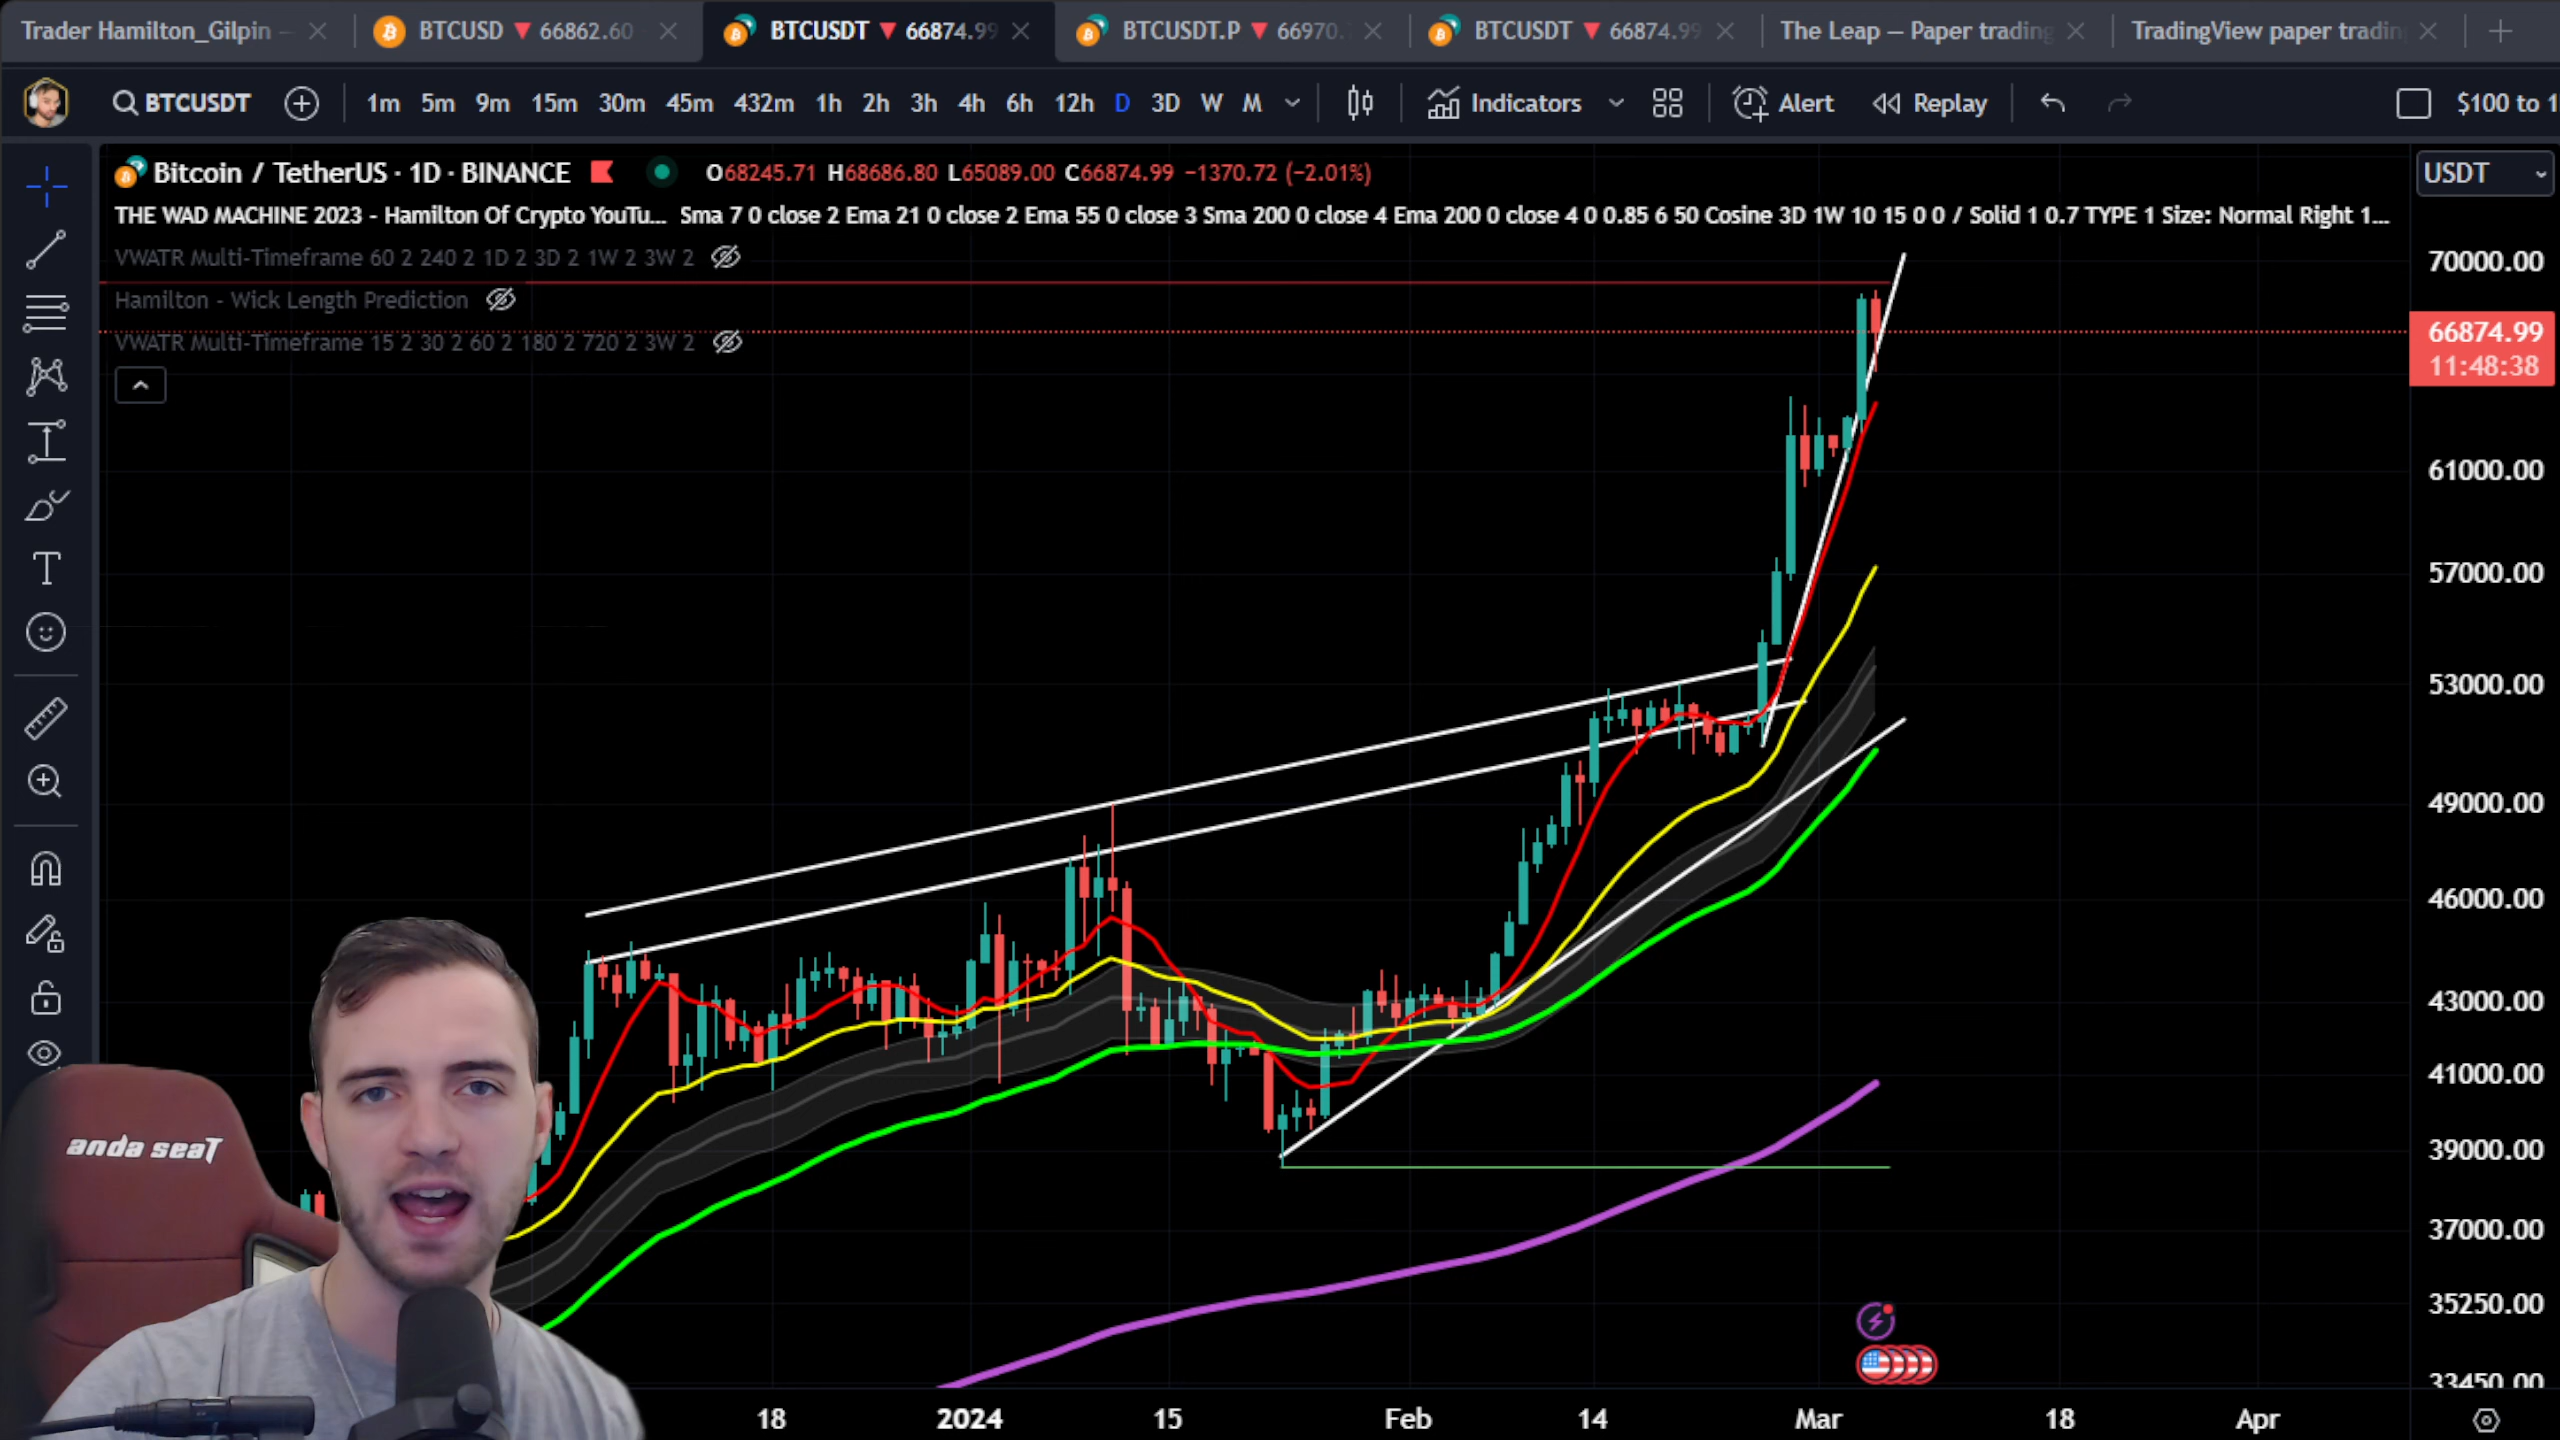 Trader Hamilton_Gilpin –
BTCUSD ▼ 66862.60
BTCUSDT ▼ 66874.99
BTCUSDT.P ▼ 66970.
BTCUSDT ▼ 66874.99
The Leap — Paper trading
TradingView paper tradin
BTCUSDT
1m 5m 9m 15m 30m 45m 432m 1h 2h 3h 4h 6h 12h D 3D W M
Indicators
Alert
Replay
$100 to 1
Bitcoin / TetherUS · 1D · BINANCE
O68245.71 H68686.80 L65089.00 C66874.99 −1370.72 (−2.01%)
USDT
THE WAD MACHINE 2023 - Hamilton Of Crypto YouTu... Sma 7 0 close 2 Ema 21 0 close 2 Ema 55 0 close 3 Sma 200 0 close 4 Ema 200 0 close 4 0 0.85 6 50 Cosine 3D 1W 10 15 0 0 / Solid 1 0.7 TYPE 1 Size: Normal Right 1...
VWATR Multi-Timeframe 60 2 240 2 1D 2 3D 2 1W 2 3W 2
Hamilton - Wick Length Prediction
VWATR Multi-Timeframe 15 2 30 2 60 2 180 2 720 2 3W 2
70000.00
66874.99
11:48:38
61000.00
57000.00
53000.00
49000.00
46000.00
43000.00
41000.00
39000.00
37000.00
35250.00
33450.00
anda seaT
18 2024 15 Feb 14 Mar 18 Apr